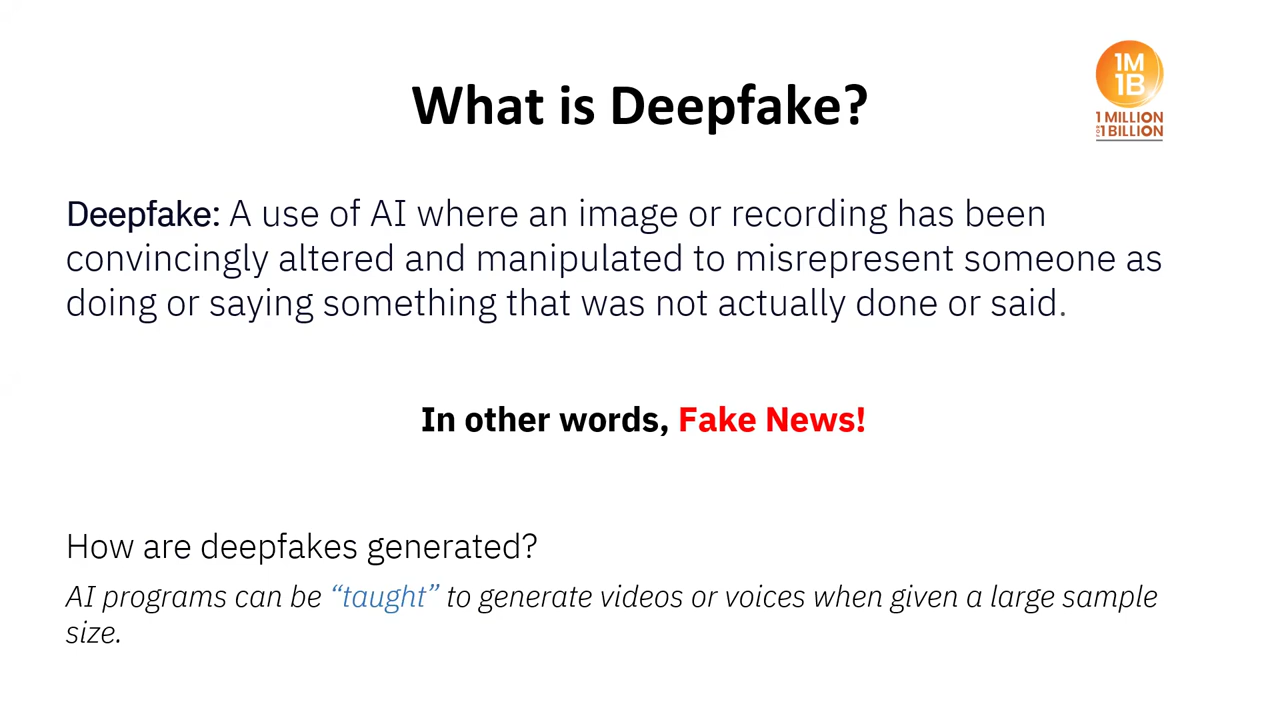 1M
1B
1 MILLION
FOR 1 BILLION
What is Deepfake?
Deepfake: A use of AI where an image or recording has been
convincingly altered and manipulated to misrepresent someone as
doing or saying something that was not actually done or said.
In other words, Fake News!
How are deepfakes generated?
AI programs can be “taught” to generate videos or voices when given a large sample
size.